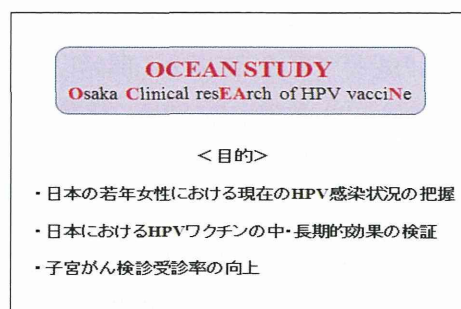 OCEAN STUDY
Osaka Clinical resEArch of HPV vacciNe
＜目的＞
・日本の若年女性における現在のHPV感染状況の把握
・日本におけるHPVワクチンの中・長期的効果の検証
・子宮がん検診受診率の向上